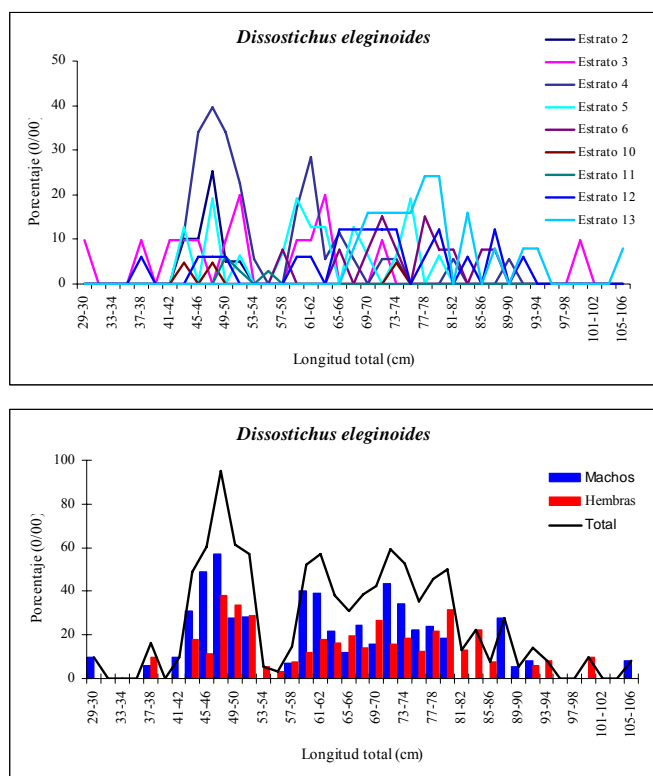 Dissostichus eleginoides
Porcentaje (0/00)
50
40
30
20
10
0
29-30
33-34
37-38
41-42
45-46
49-50
53-54
57-58
61-62
65-66
69-70
73-74
77-78
81-82
85-86
89-90
93-94
97-98
101-102
105-106
Longitud total (cm)
Estrato 2
Estrato 3
Estrato 4
Estrato 5
Estrato 6
Estrato 10
Estrato 11
Estrato 12
Estrato 13
Dissostichus eleginoides
Porcentaje (0/00)
100
80
60
40
20
0
29-30
33-34
37-38
41-42
45-46
49-50
53-54
57-58
61-62
65-66
69-70
73-74
77-78
81-82
85-86
89-90
93-94
97-98
101-102
105-106
Longitud total (cm)
Machos
Hembras
Total